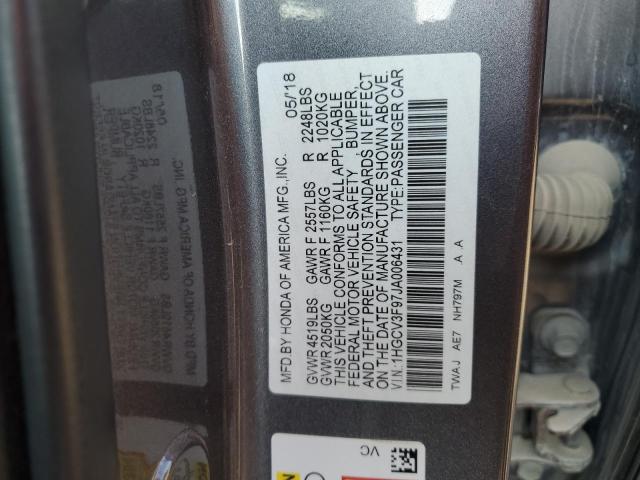 MFD.BY HONDA OF AMERICA MFG.,INC. 05/18
GVWR 4519LBS GAWR F 2557LBS R 2248LBS
GVWR 2050KG GAWR F 1160KG R 1020KG
THIS VEHICLE CONFORMS TO ALL APPLICABLE
FEDERAL MOTOR VEHICLE SAFETY, BUMPER,
AND THEFT PREVENTION STANDARDS IN EFFECT
ON THE DATE OF MANUFACTURE SHOWN ABOVE.
VIN:1HGCV3F97JA006431 TYPE:PASSENGER CAR
TWAJ AE7 NH797M A A
VC